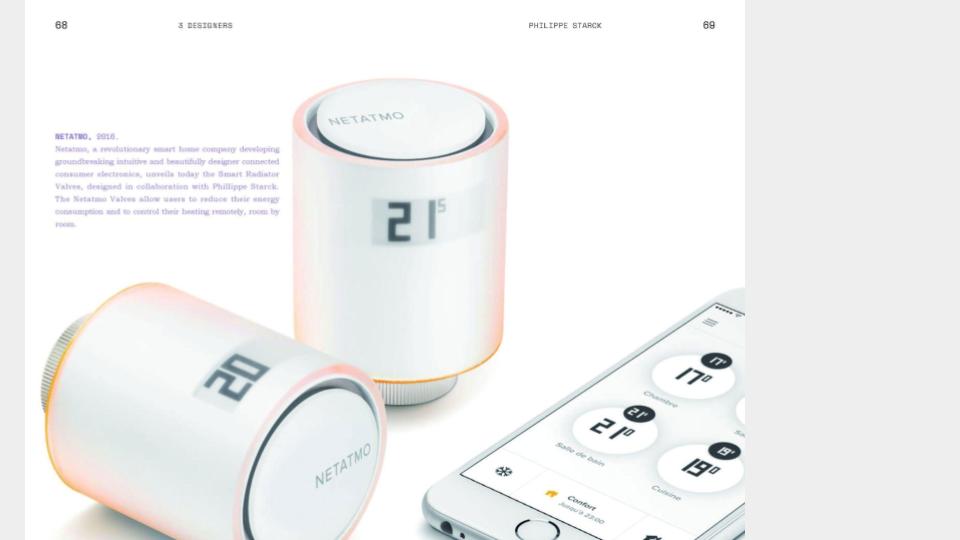 68
3 DESIGNERS
PHILIPPE STARCK
69
NETATMO, 2016.
Netatmo, a revolutionary smart home company developing
groundbreaking intuitive and beautifully designer connected
consumer electronics, unveils today the Smart Radiator
Valves, designed in collaboration with Phillippe Starck.
The Netatmo Valves allow users to reduce their energy
consumption and to control their heating remotely, room by
room.
NETATMO
21⁵
20
NETATMO
17°
17⁰
Chambre
21°
21⁰
Salle de bain
19°
19⁰
Cuisine
Confort
Jusqu'à 23:00